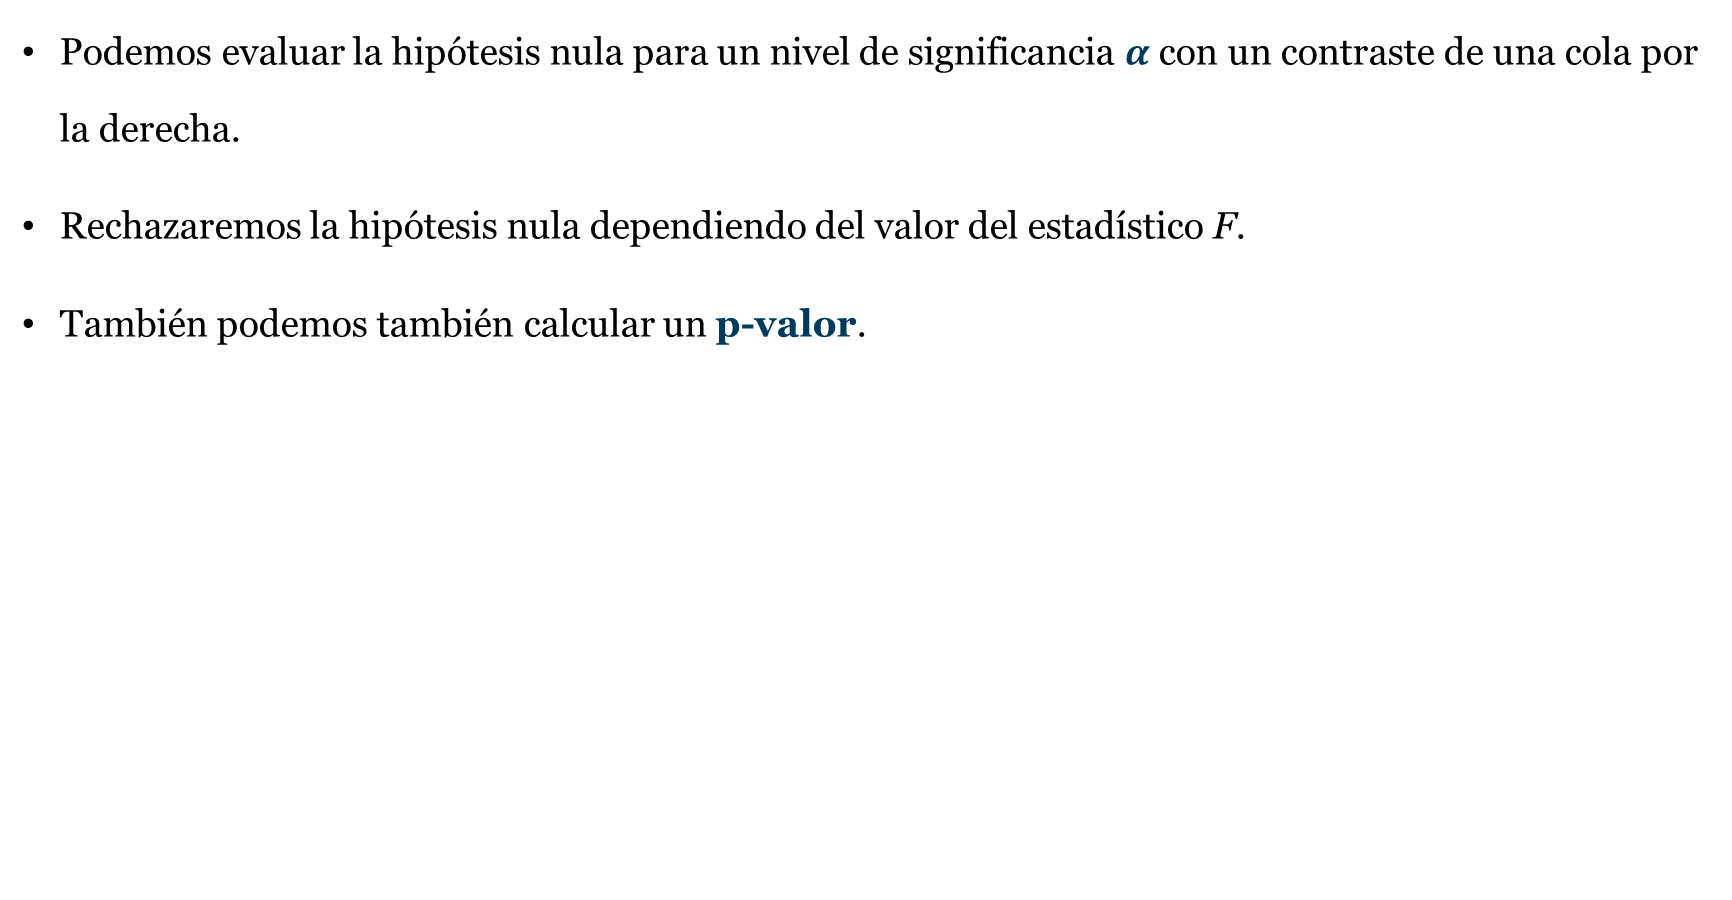 • Podemos evaluar la hipótesis nula para un nivel de significancia α con un contraste de una cola por
la derecha.
• Rechazaremos la hipótesis nula dependiendo del valor del estadístico F.
• También podemos también calcular un p-valor.